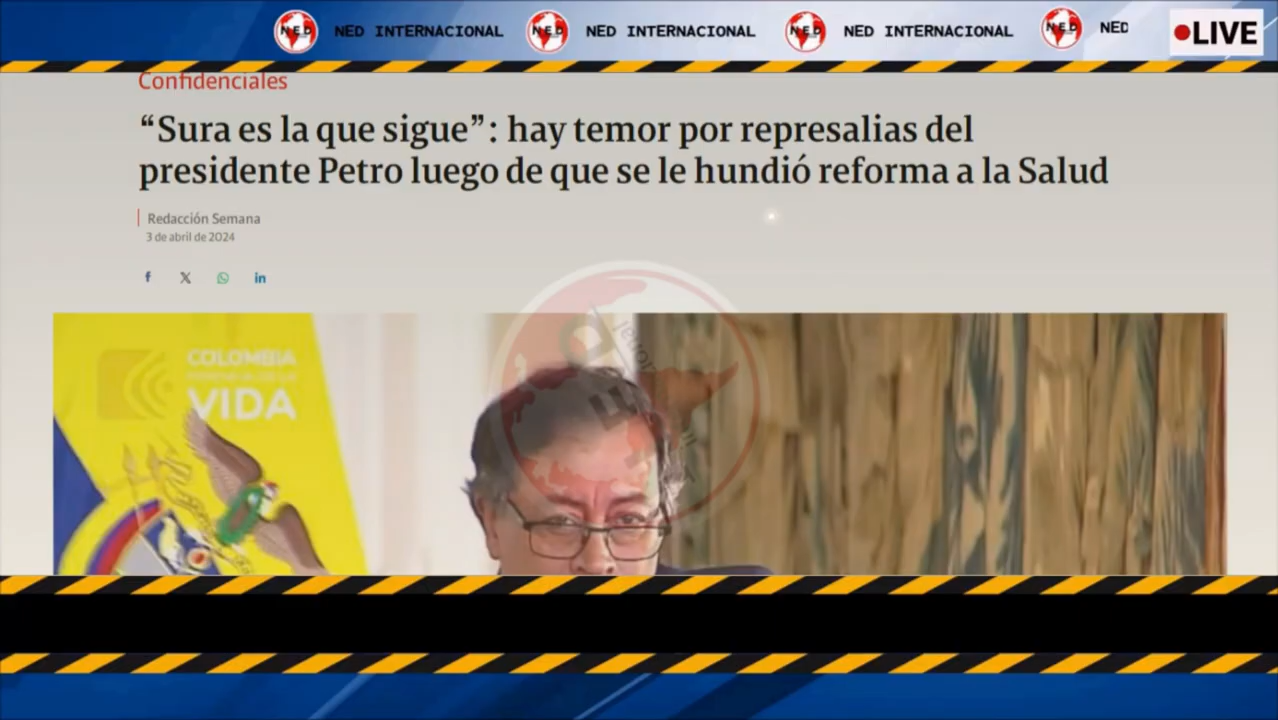 NED INTERNACIONAL NED INTERNACIONAL NED INTERNACIONAL NED LIVE
Confidenciales
“Sura es la que sigue”: hay temor por represalias del
presidente Petro luego de que se le hundió reforma a la Salud
Redacción Semana
3 de abril de 2024
COLOMBIA
VIDA